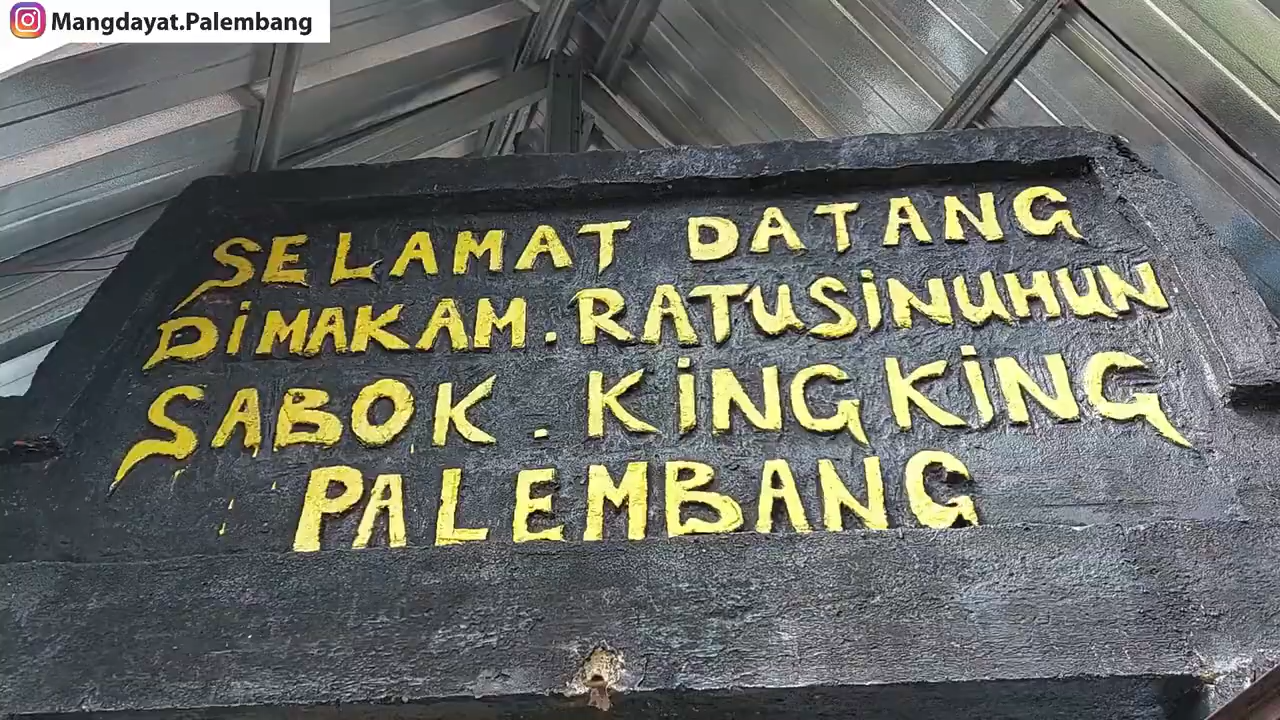 Mangdayat.Palembang
SELAMAT DATANG
DiMAKAM.RATUSiNUHUN
SABOK. KiNGKiNG
PALEMBANG